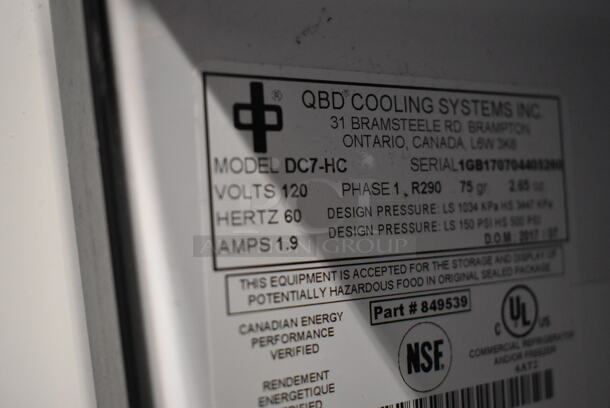 QBD® COOLING SYSTEMS INC.
31 BRAMSTEELE RD. BRAMPTON
ONTARIO, CANADA, L6W 3K6
MODEL DC7-HC SERIAL
VOLTS 120 PHASE 1 R290 75 gr 2.65 oz
HERTZ 60 DESIGN PRESSURE: LS 1034 KPa HS 3447 KPa
DESIGN PRESSURE: LS 150 PSI HS 500 PSI
AMPS 1.9 D.O.M: 2017 / 07
THIS EQUIPMENT IS ACCEPTED FOR THE STORAGE AND DISPLAY OF
POTENTIALLY HAZARDOUS FOOD IN ORIGINAL SEALED PACKAGE
Part # 849539
CANADIAN ENERGY
PERFORMANCE
VERIFIED
NSF
C UL US
COMMERCIAL REFRIGERATOR
AND/OR FREEZER
4AT2
RENDEMENT
ÉNERGÉTIQUE